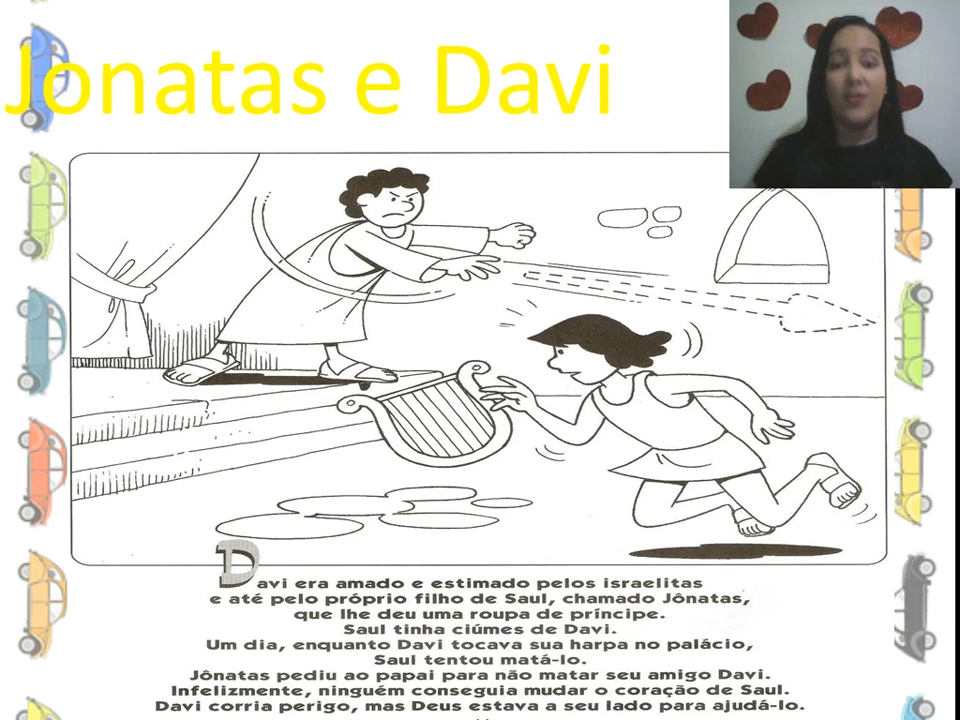 Jonatas e Davi
Davi era amado e estimado pelos israelitas
e até pelo próprio filho de Saul, chamado Jônatas,
que lhe deu uma roupa de príncipe.
Saul tinha ciúmes de Davi.
Um dia, enquanto Davi tocava sua harpa no palácio,
Saul tentou matá-lo.
Jônatas pediu ao papai para não matar seu amigo Davi.
Infelizmente, ninguém conseguia mudar o coração de Saul.
Davi corria perigo, mas Deus estava a seu lado para ajudá-lo.